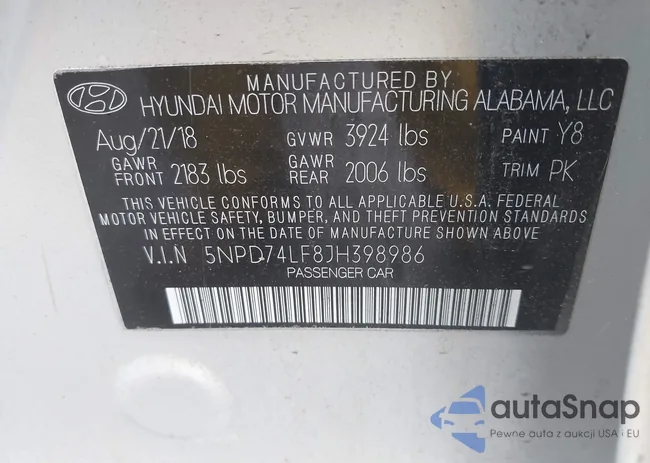 MANUFACTURED BY
HYUNDAI MOTOR MANUFACTURING ALABAMA, LLC
Aug/21/18 GVWR 3924 lbs PAINT Y8
GAWR FRONT 2183 lbs GAWR REAR 2006 lbs TRIM PK
THIS VEHICLE CONFORMS TO ALL APPLICABLE U.S.A. FEDERAL
MOTOR VEHICLE SAFETY, BUMPER, AND THEFT PREVENTION STANDARDS
IN EFFECT ON THE DATE OF MANUFACTURE SHOWN ABOVE
V.I.N 5NPD74LF8JH398986
PASSENGER CAR
autaSnap
Pewne auta z aukcji USA i EU